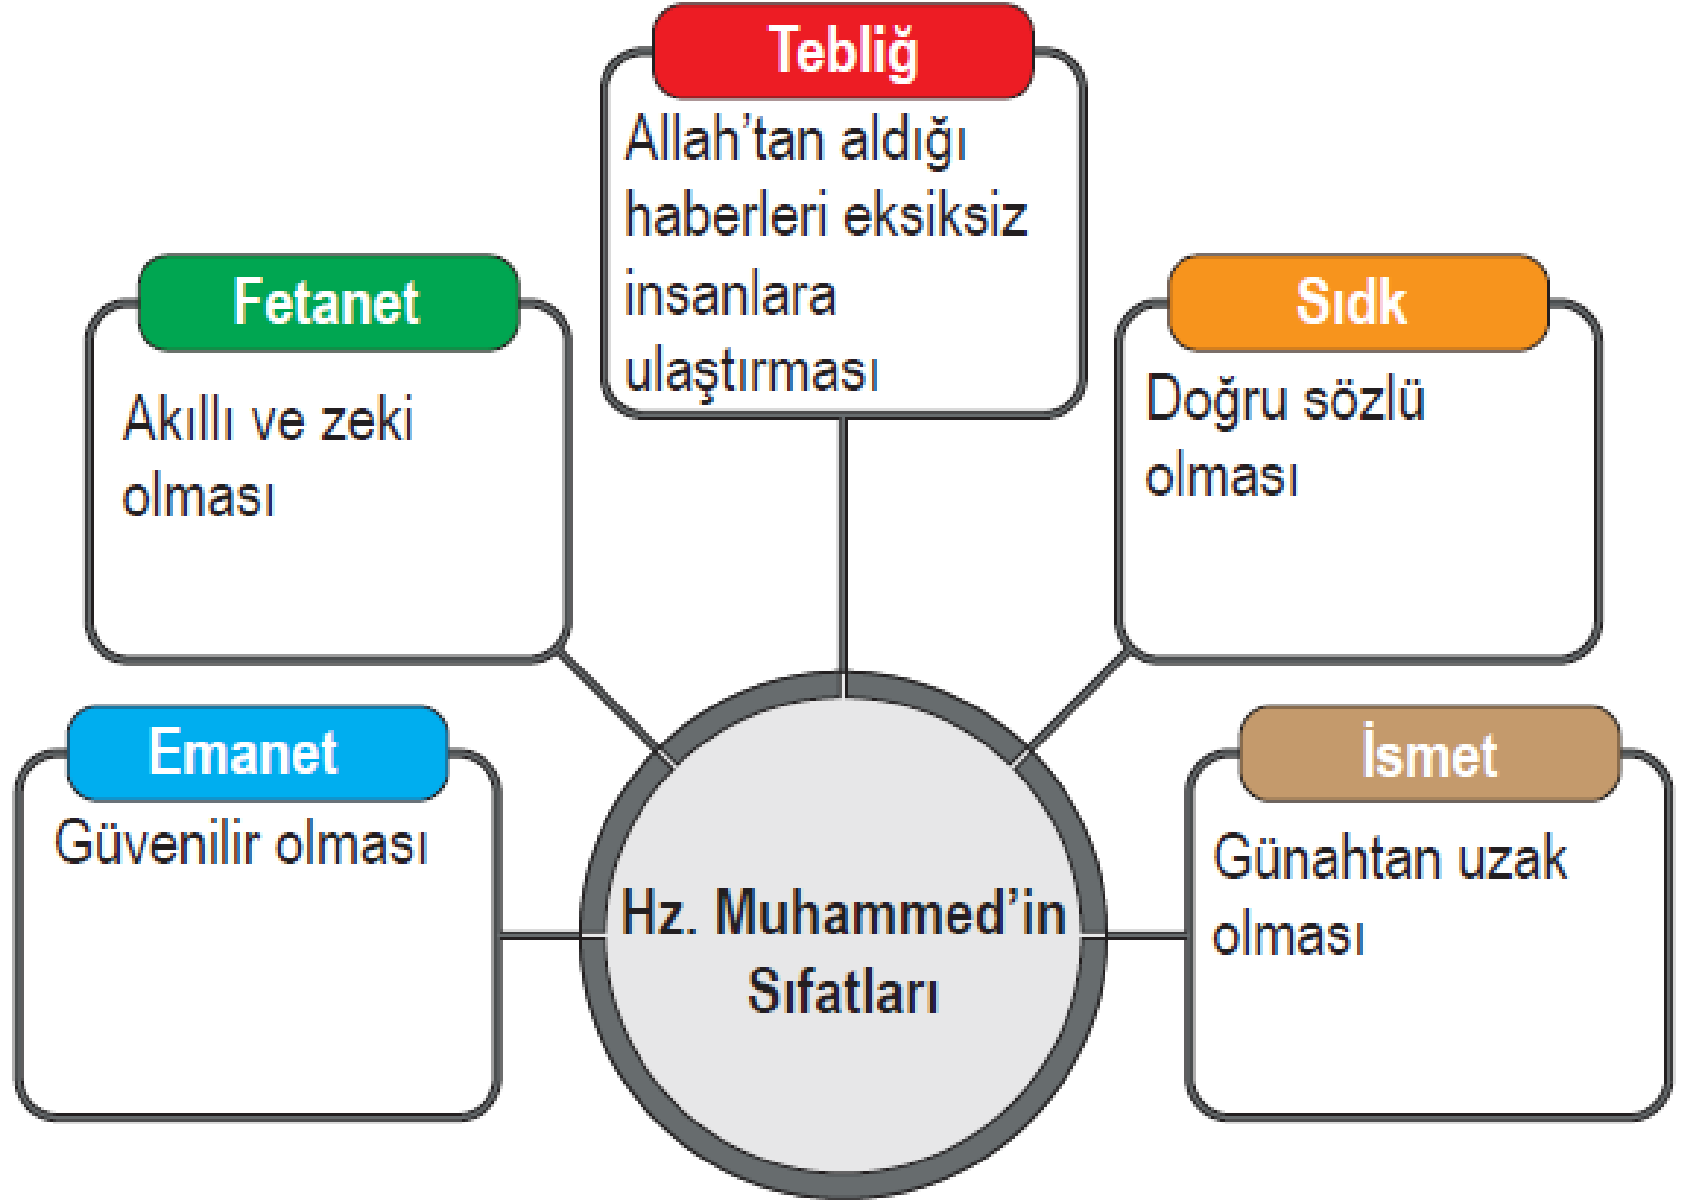 Tebliğ
Allah’tan aldığı
haberleri eksiksiz
insanlara
ulaştırması
Fetanet
Akıllı ve zeki
olması
Sıdk
Doğru sözlü
olması
Emanet
Güvenilir olması
İsmet
Günahtan uzak
olması
Hz. Muhammed’in
Sıfatları